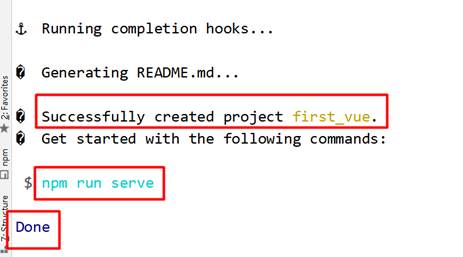 ⚓ Running completion hooks...
� Generating README.md...
� Successfully created project first_vue.
� Get started with the following commands:
$ npm run serve
Done
2: Favorites
npm
7: Structure